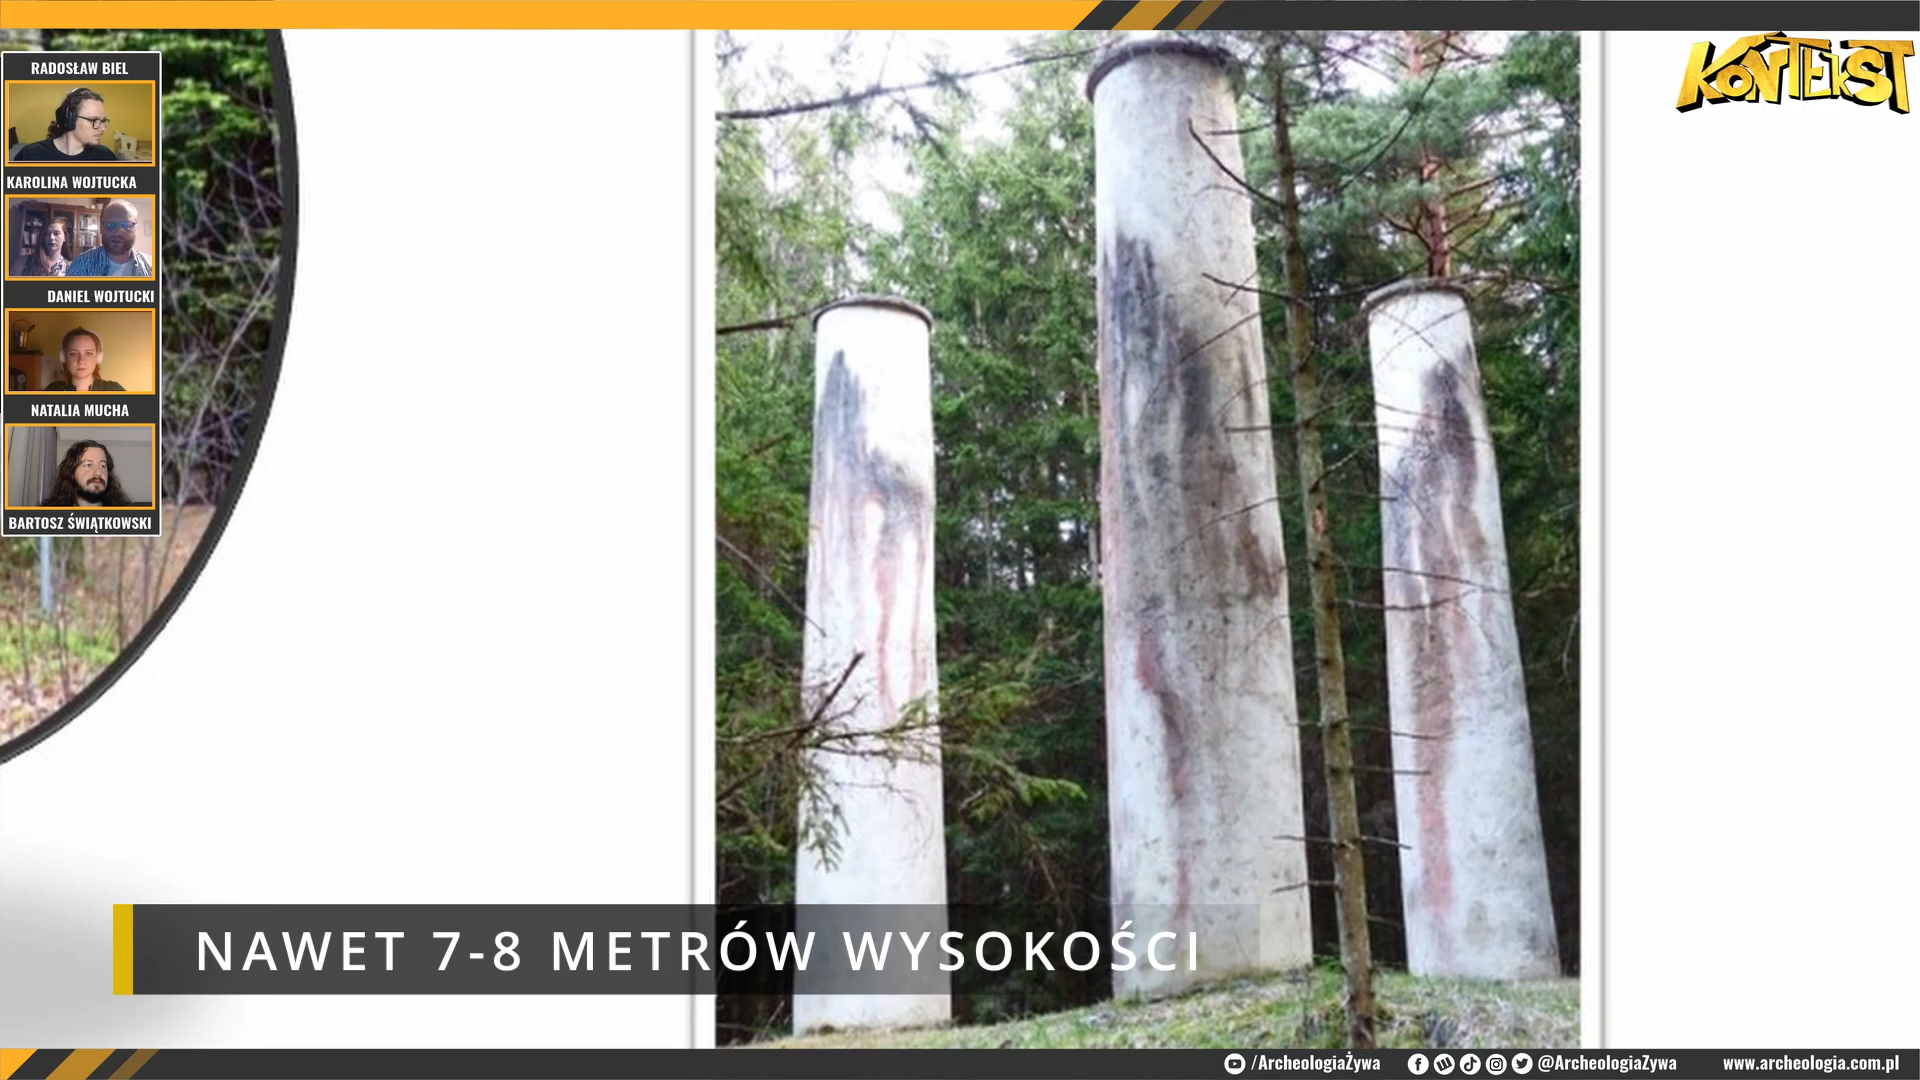 KONTEKST
RADOSŁAW BIEL
KAROLINA WOJTUCKA
DANIEL WOJTUCKI
NATALIA MUCHA
BARTOSZ ŚWIĄTKOWSKI
NAWET 7-8 METRÓW WYSOKOŚCI
/ArcheologiaŻywa @ArcheologiaZywa www.archeologia.com.pl